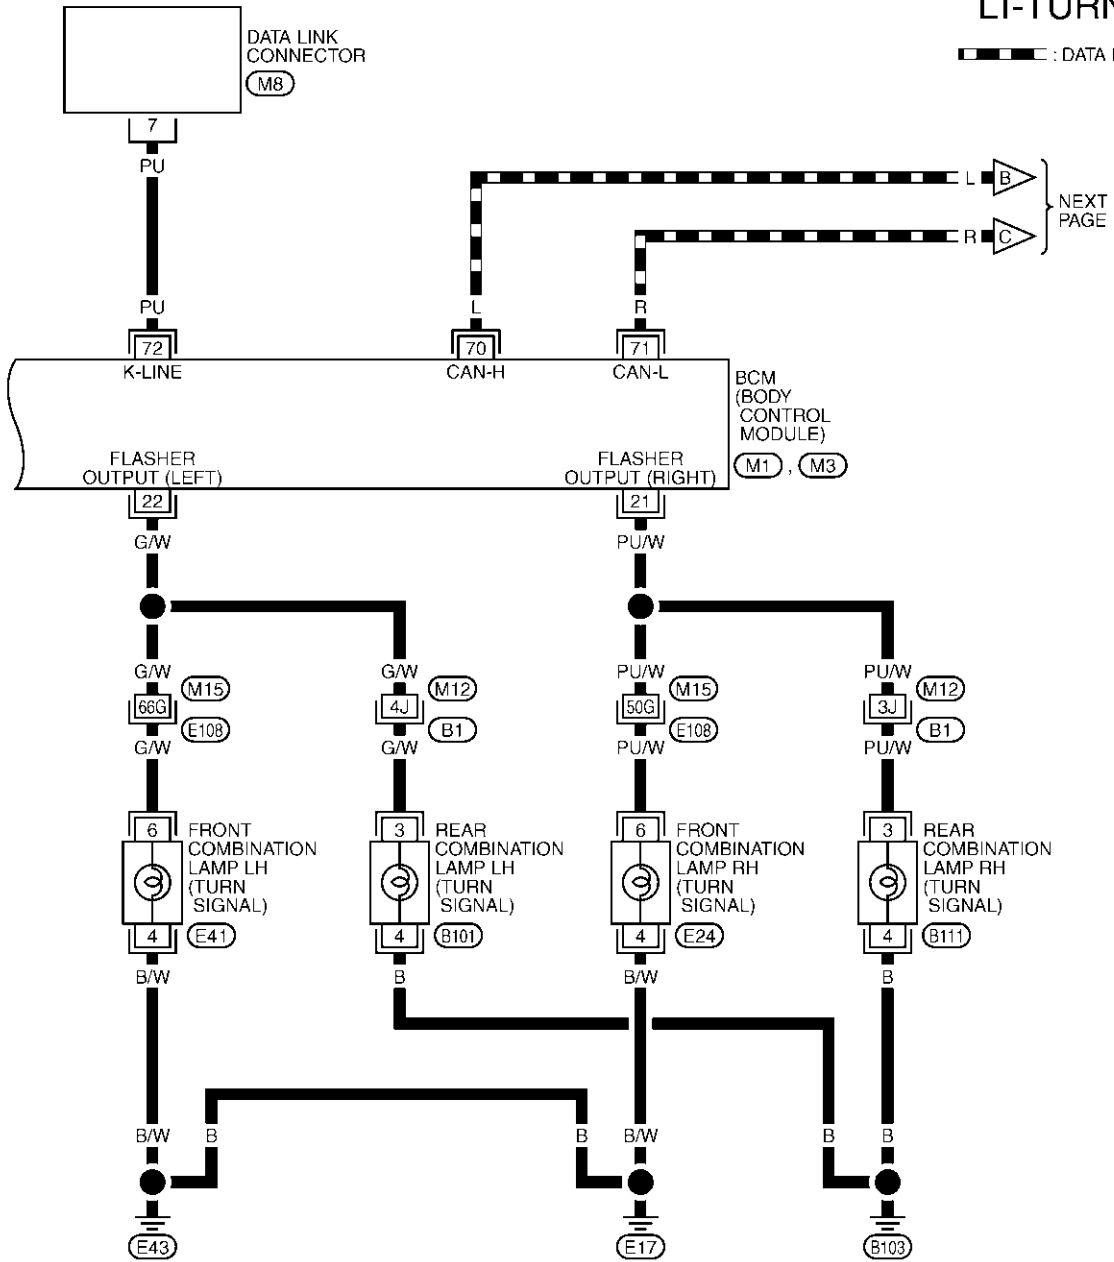 LT-TURN
: DATA
DATA LINK
CONNECTOR
M8
7
PU
L
B
NEXT
PAGE
R
C
PU
L
R
72
70
71
K-LINE
CAN-H
CAN-L
BCM
(BODY
CONTROL
MODULE)
M1 , M3
FLASHER
OUTPUT (LEFT)
FLASHER
OUTPUT (RIGHT)
22
21
G/W
PU/W
G/W
G/W
PU/W
PU/W
M15
M12
M15
M12
66G
4J
50G
3J
E108
B1
E108
B1
G/W
G/W
PU/W
PU/W
6
3
6
3
FRONT
COMBINATION
LAMP LH
(TURN
SIGNAL)
REAR
COMBINATION
LAMP LH
(TURN
SIGNAL)
FRONT
COMBINATION
LAMP RH
(TURN
SIGNAL)
REAR
COMBINATION
LAMP RH
(TURN
SIGNAL)
4
E41
4
B101
4
E24
4
B111
B/W
B
B/W
B
B/W
B
B
B/W
B
B
E43
E17
B103